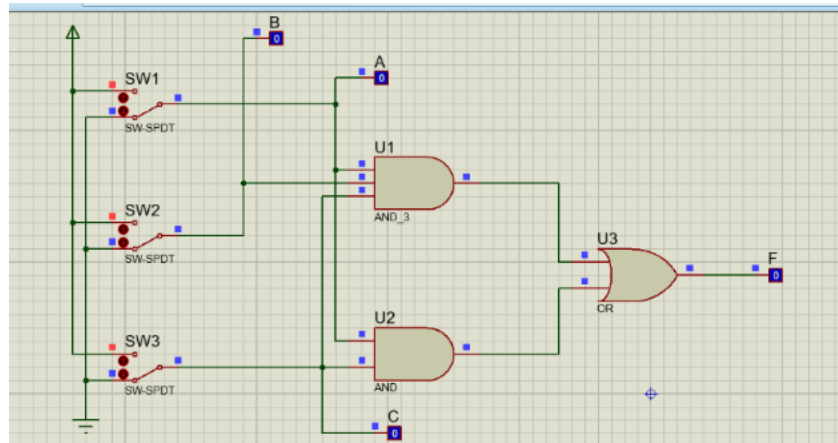 B
0
A
0
SW1
SW-SPDT
U1
AND_3
SW2
SW-SPDT
U3
OR
F
0
SW3
SW-SPDT
U2
AND
C
0